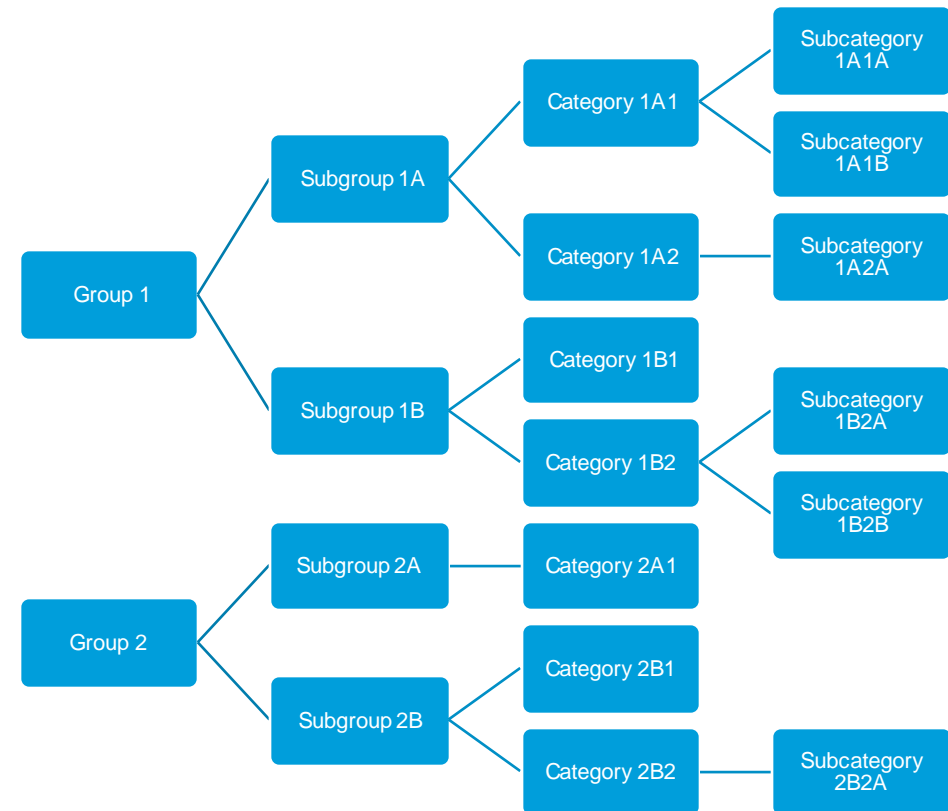 Group 1
Subgroup 1A
Category 1A1
Subcategory
1A1A
Subcategory
1A1B
Category 1A2
Subcategory
1A2A
Subgroup 1B
Category 1B1
Category 1B2
Subcategory
1B2A
Subcategory
1B2B
Group 2
Subgroup 2A
Category 2A1
Subgroup 2B
Category 2B1
Category 2B2
Subcategory
2B2A